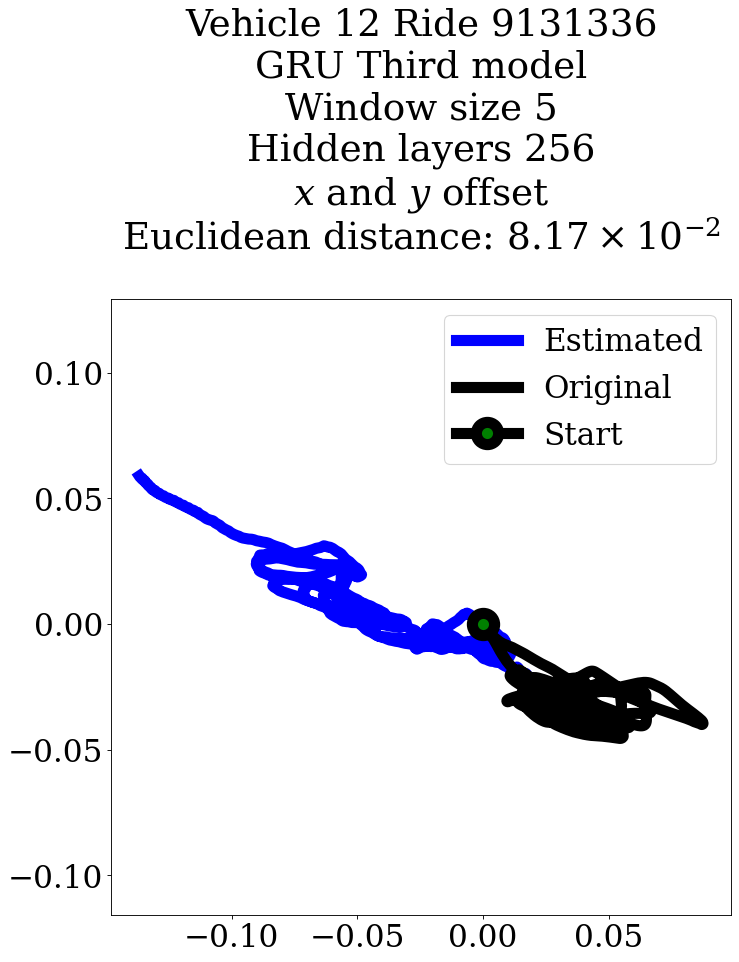 Vehicle 12 Ride 9131336
GRU Third model
Window size 5
Hidden layers 256
x and y offset
Euclidean distance: 8.17 × 10⁻²
Estimated
Original
Start
0.10
0.05
0.00
−0.05
−0.10
−0.10
−0.05
0.00
0.05